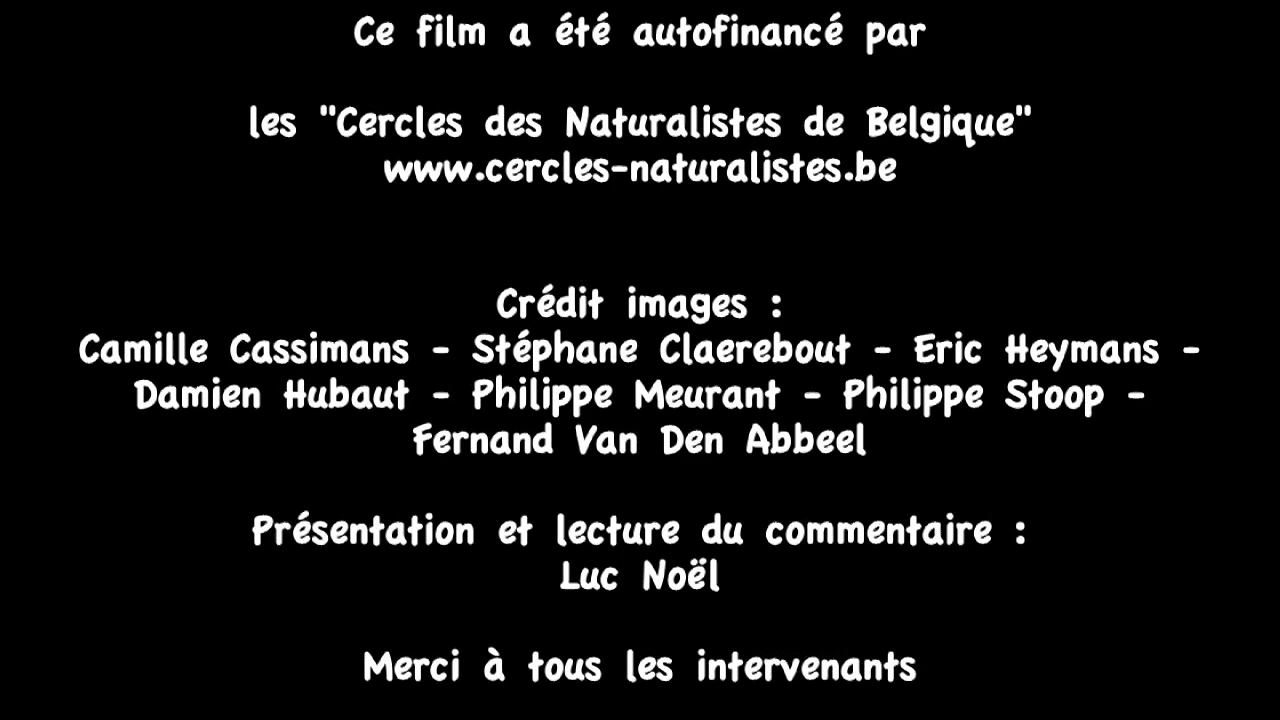 Ce film a été autofinancé par
les "Cercles des Naturalistes de Belgique"
www.cercles-naturalistes.be
Crédit images :
Camille Cassimans - Stéphane Claerebout - Eric Heymans -
Damien Hubaut - Philippe Meurant - Philippe Stoop -
Fernand Van Den Abbeel
Présentation et lecture du commentaire :
Luc Noël
Merci à tous les intervenants